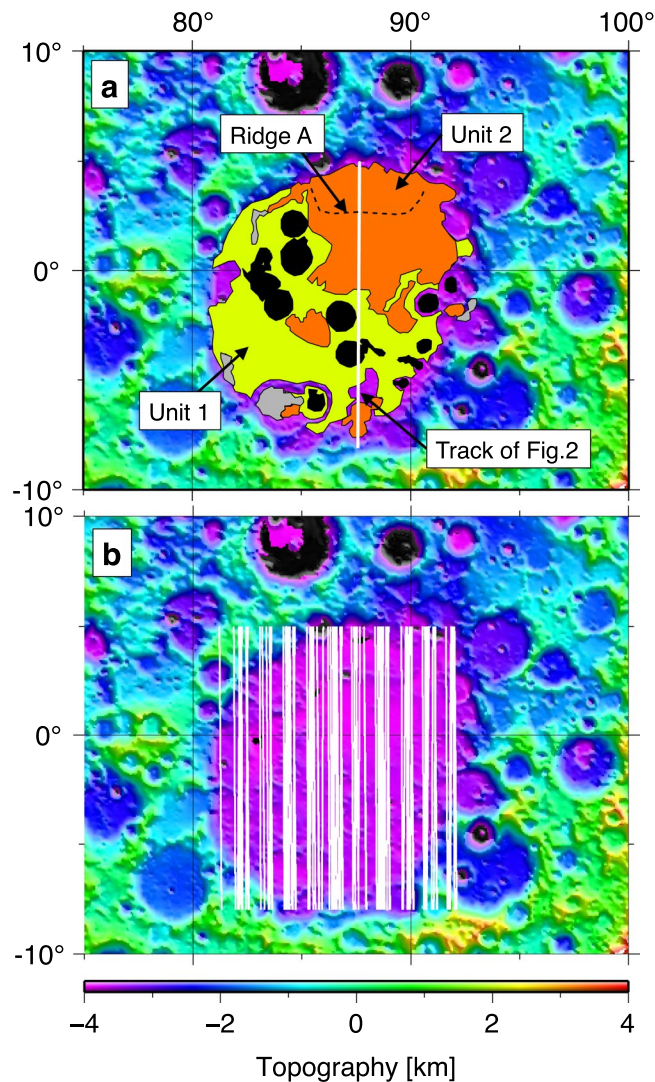 80° 90° 100°
10°
a
Ridge A
Unit 2
0°
Unit 1
Track of Fig.2
-10°
10°
b
0°
-10°
−4 −2 0 2 4
Topography [km]